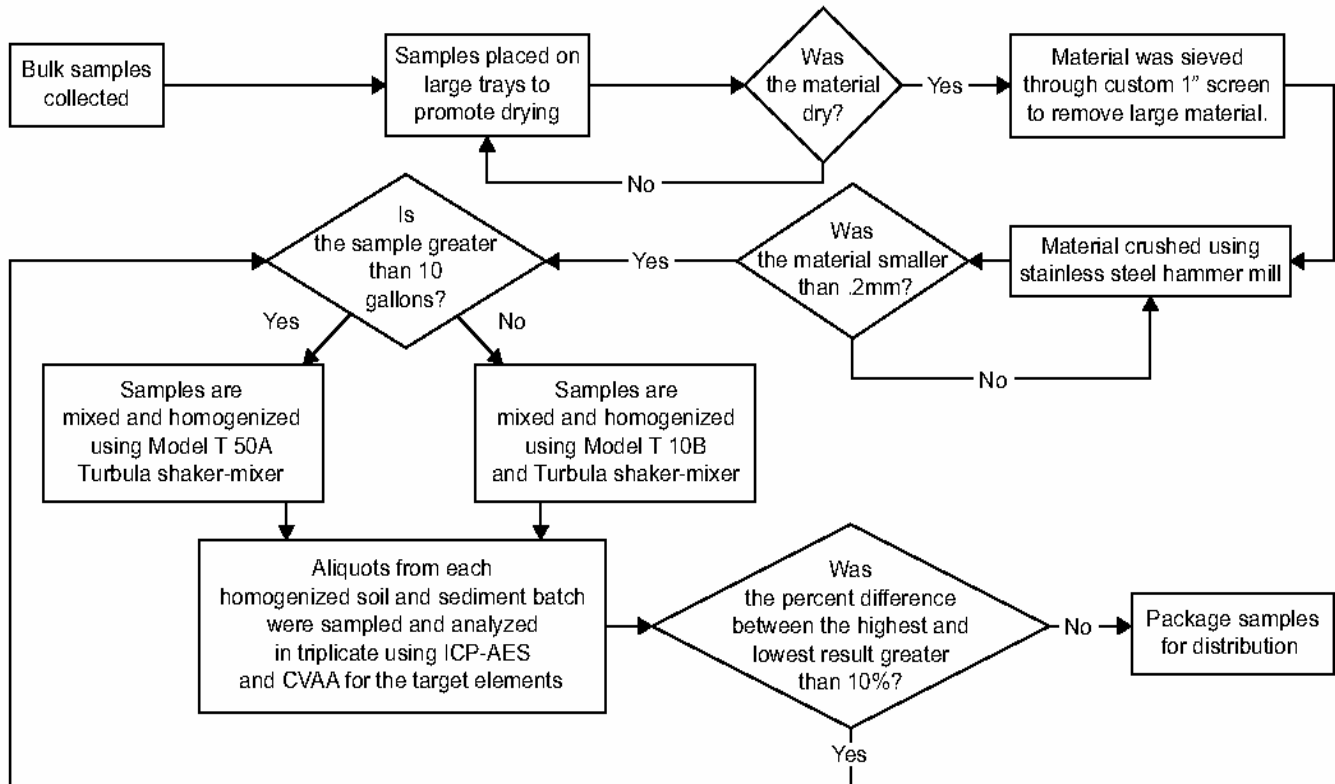 Bulk samples
collected
Samples placed on
large trays to
promote drying
Was
the material
dry?
Yes
No
Material was sieved
through custom 1” screen
to remove large material.
Material crushed using
stainless steel hammer mill
Was
the material smaller
than .2mm?
No
Yes
Is
the sample greater
than 10
gallons?
Yes
No
Samples are
mixed and homogenized
using Model T 50A
Turbula shaker-mixer
Samples are
mixed and homogenized
using Model T 10B
and Turbula shaker-mixer
Aliquots from each
homogenized soil and sediment batch
were sampled and analyzed
in triplicate using ICP-AES
and CVAA for the target elements
Was
the percent difference
between the highest and
lowest result greater
than 10%?
No
Yes
Package samples
for distribution